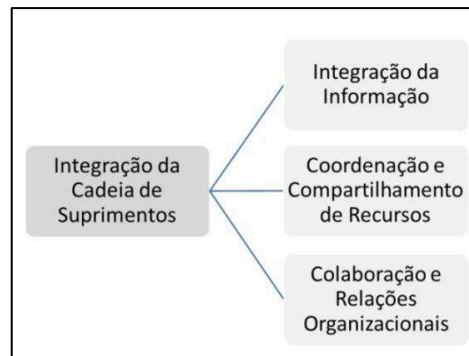 Integração da
Cadeia de
Suprimentos
Integração da
Informação
Coordenação e
Compartilhamento
de Recursos
Colaboração e
Relações
Organizacionais